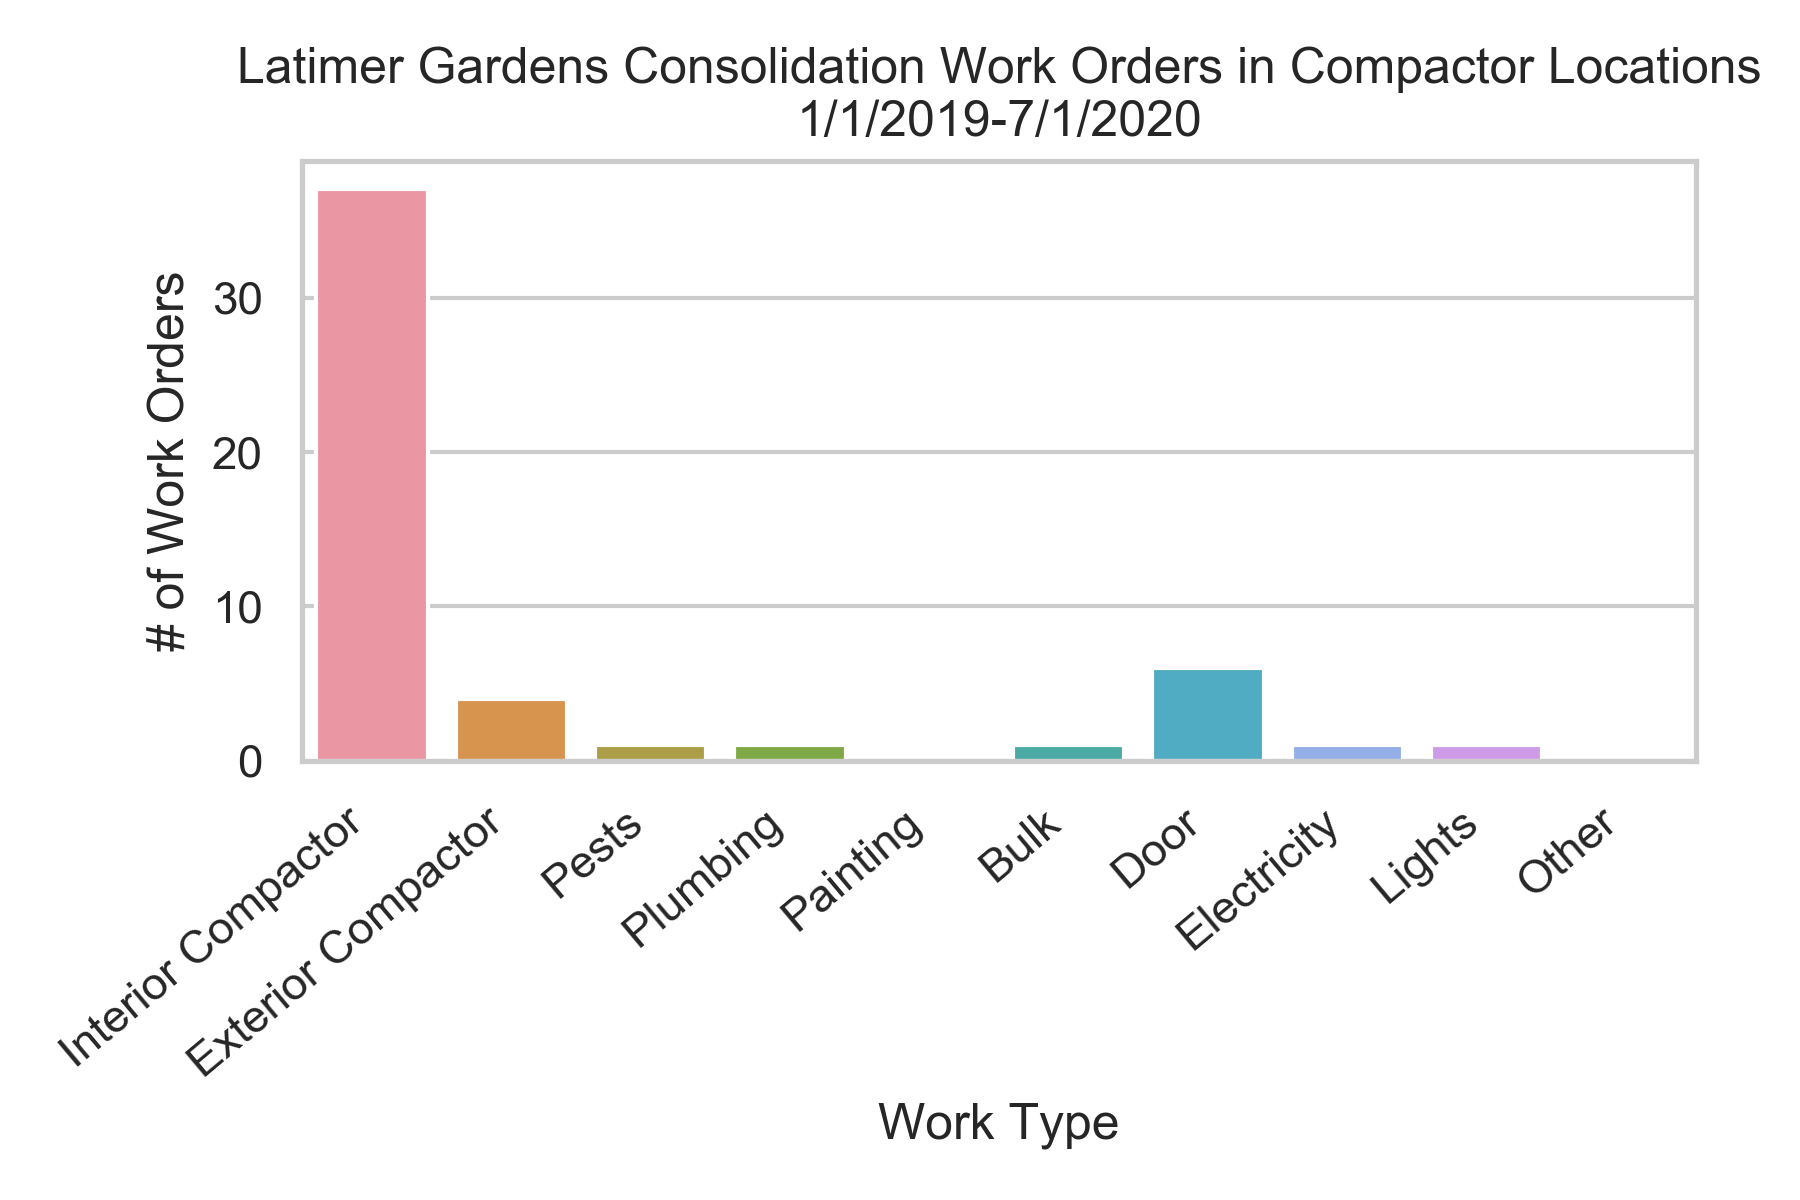 Latimer Gardens Consolidation Work Orders in Compactor Locations
1/1/2019-7/1/2020
# of Work Orders
30
20
10
0
Interior Compactor
Exterior Compactor
Pests
Plumbing
Painting
Bulk
Door
Electricity
Lights
Other
Work Type